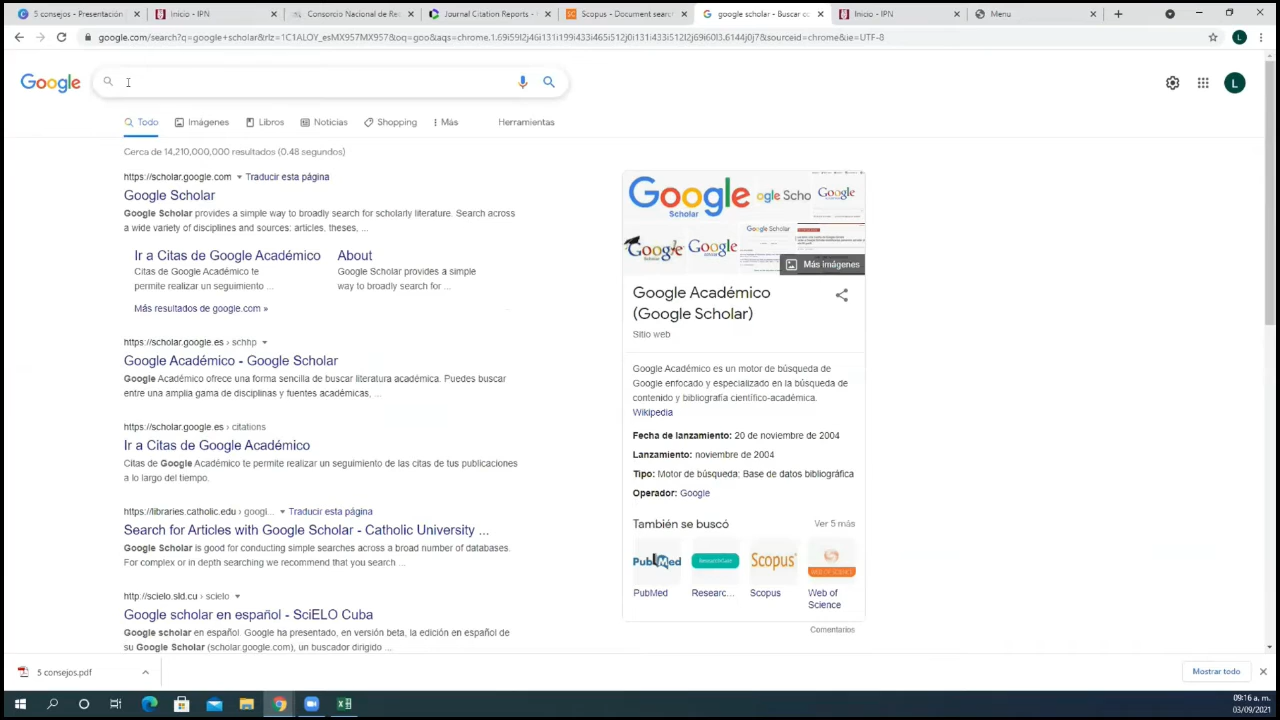 5 consejos - Presentación
Inicio - IPN
Consorcio Nacional de Re
Journal Citation Reports -
Scopus - Document sear
google scholar - Buscar c
Inicio - IPN
Menu
google.com/search?q=google+scholar&rlz=1C1ALOY_esMX957MX957&oq=goo&aqs=chrome.1.69i59l2j46i131i199i433i465i512j0i131i433i512l2j69i60l3.6144j0j7&sourceid=chrome&ie=UTF-8
L
Google
L
Todo
Imágenes
Libros
Noticias
Shopping
Más
Herramientas
Cerca de 14,210,000,000 resultados (0.48 segundos)
https://scholar.google.com Traducir esta página
Google Scholar
Google Scholar provides a simple way to broadly search for scholarly literature. Search across
a wide variety of disciplines and sources: articles, theses, ...
Ir a Citas de Google Académico
Citas de Google Académico te
permite realizar un seguimiento ...
About
Google Scholar provides a simple
way to broadly search for ...
Más resultados de google.com »
https://scholar.google.es › schhp
Google Académico - Google Scholar
Google Académico ofrece una forma sencilla de buscar literatura académica. Puedes buscar
entre una amplia gama de disciplinas y fuentes académicas, ...
https://scholar.google.es › citations
Ir a Citas de Google Académico
Citas de Google Académico te permite realizar un seguimiento de las citas de tus publicaciones
a lo largo del tiempo.
https://libraries.catholic.edu › googl... Traducir esta página
Search for Articles with Google Scholar - Catholic University ...
Google Scholar is good for conducting simple searches across a broad number of databases.
For complex or in depth searching we recommend that you search ...
http://scielo.sld.cu › scielo
Google scholar en español - SciELO Cuba
Google scholar en español. Google ha presentado, en versión beta, la edición en español de
su Google Scholar (scholar.google.com), un buscador dirigido ...
Google
Scholar
ogle Scho
Google
Google
Google
Google Scholar
Más imágenes
Google Académico
(Google Scholar)
Sitio web
Google Académico es un motor de búsqueda de
Google enfocado y especializado en la búsqueda de
contenido y bibliografía científico-académica.
Wikipedia
Fecha de lanzamiento: 20 de noviembre de 2004
Lanzamiento: noviembre de 2004
Tipo: Motor de búsqueda; Base de datos bibliográfica
Operador: Google
También se buscó
Ver 5 más
PubMed
ResearchGate
Scopus
WEB OF SCIENCE
PubMed
Researc...
Scopus
Web of
Science
Comentarios
5 consejos.pdf
Mostrar todo
09:16 a. m.
03/09/2021